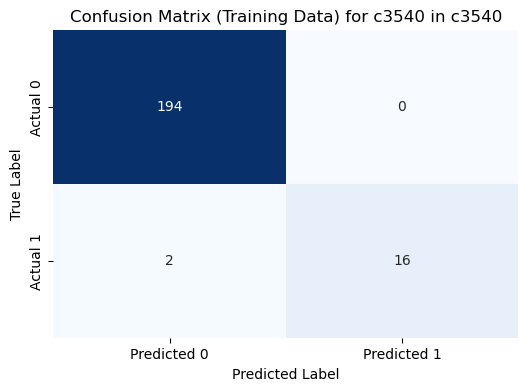 Confusion Matrix (Training Data) for c3540 in c3540
True Label
Actual 0
194
0
Actual 1
2
16
Predicted 0
Predicted 1
Predicted Label